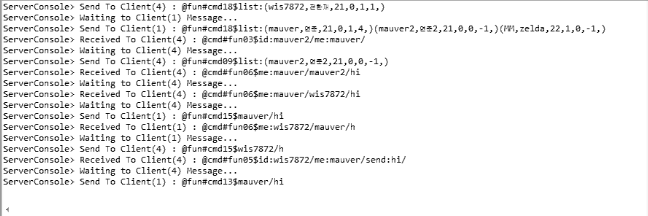 ServerConsole> Send To Client(4) : @fun#cmd18$list:(wis7872, ,21,0,1,1,)
ServerConsole> Waiting to Client(1) Message...
ServerConsole> Send To Client(1) : @fun#cmd18$list:(mauver, ,21,0,1,4,)(mauver2, 2,21,0,0,-1,)( ,zelda,22,1,0,-1,)
ServerConsole> Received To Client(4) : @cmd#fun03$id:mauver2/me:mauver/
ServerConsole> Waiting to Client(4) Message...
ServerConsole> Send To Client(4) : @fun#cmd09$list:(mauver2, 2,21,0,0,-1,)
ServerConsole> Received To Client(4) : @cmd#fun06$me:mauver/mauver2/hi
ServerConsole> Waiting to Client(4) Message...
ServerConsole> Received To Client(4) : @cmd#fun06$me:mauver/wis7872/hi
ServerConsole> Waiting to Client(4) Message...
ServerConsole> Send To Client(1) : @fun#cmd15$mauver/hi
ServerConsole> Received To Client(1) : @cmd#fun06$me:wis7872/mauver/h
ServerConsole> Waiting to Client(1) Message...
ServerConsole> Send To Client(4) : @fun#cmd15$wis7872/h
ServerConsole> Received To Client(4) : @cmd#fun05$id:wis7872/me:mauver/send:hi/
ServerConsole> Waiting to Client(4) Message...
ServerConsole> Send To Client(1) : @fun#cmd13$mauver/hi